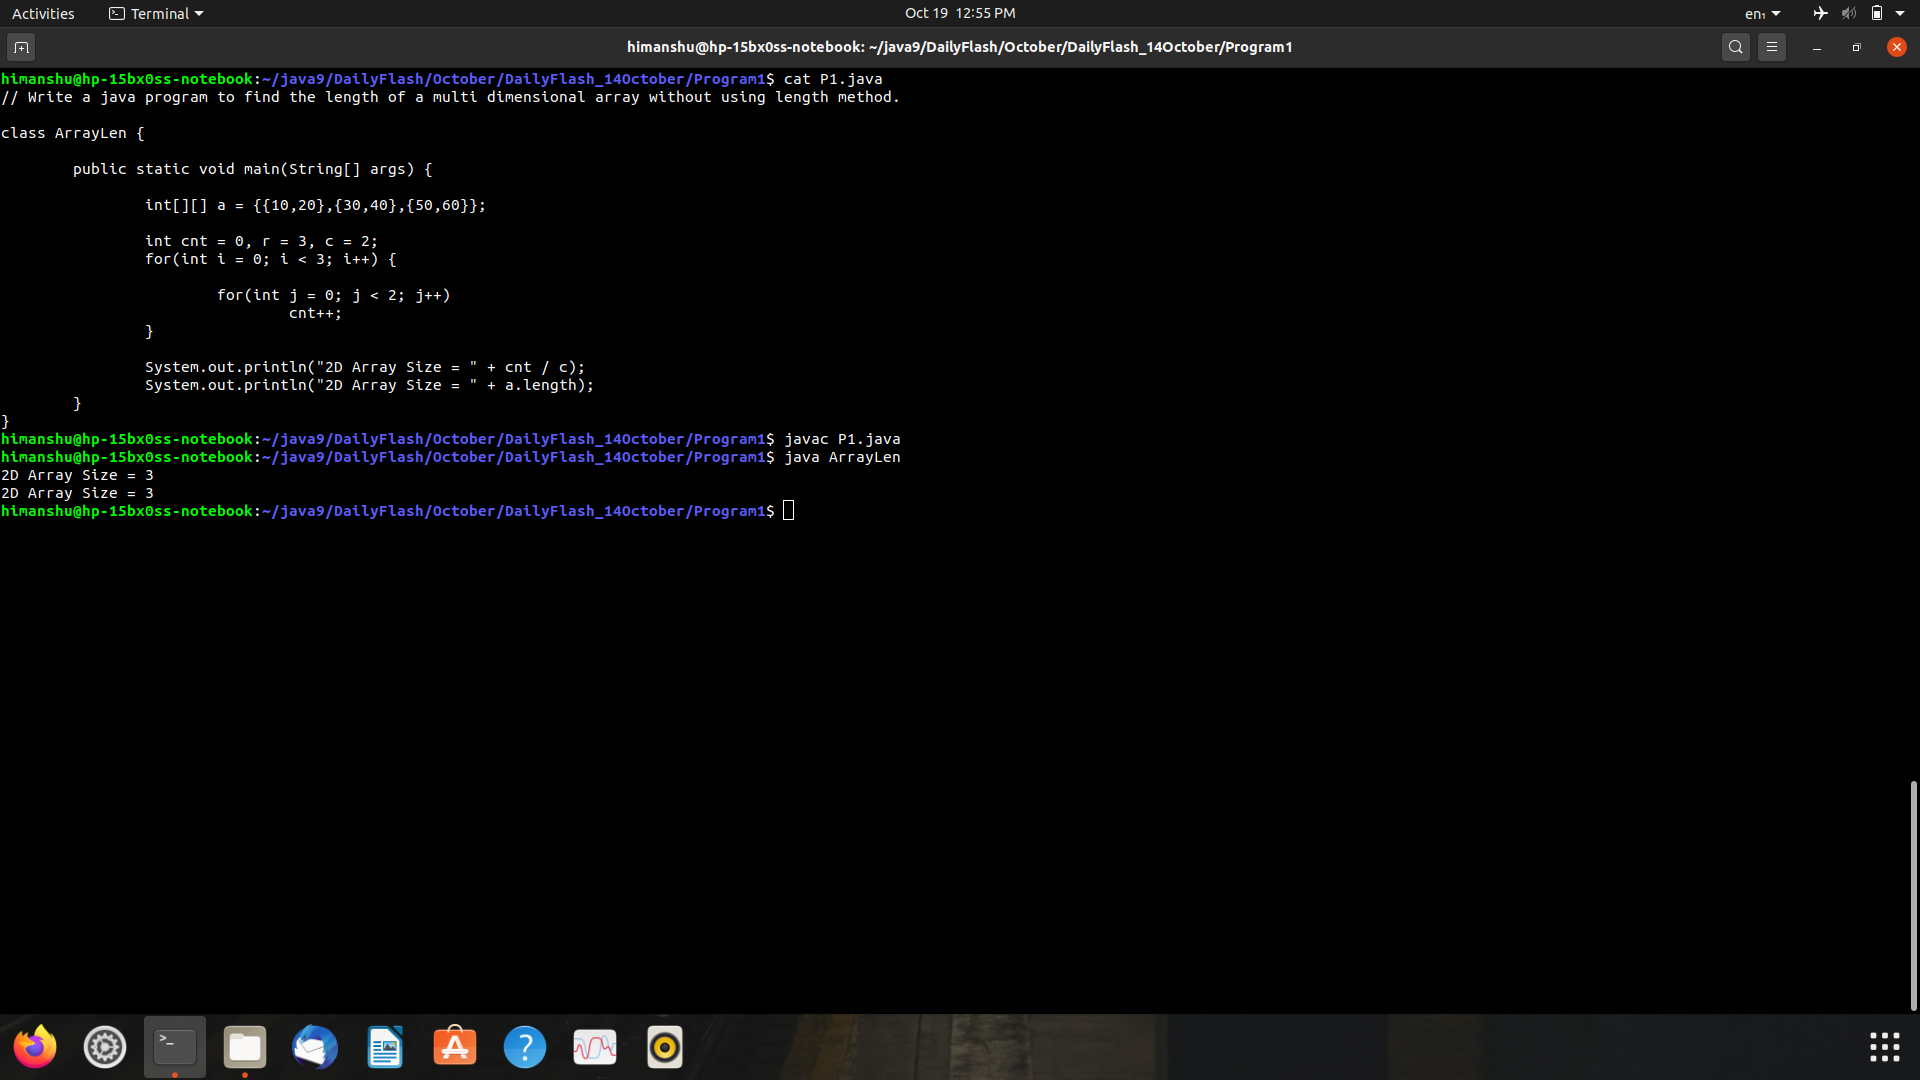 Activities Terminal Oct 19 12:55 PM en₁
himanshu@hp-15bx0ss-notebook: ~/java9/DailyFlash/October/DailyFlash_14October/Program1
himanshu@hp-15bx0ss-notebook:~/java9/DailyFlash/October/DailyFlash_14October/Program1$ cat P1.java
// Write a java program to find the length of a multi dimensional array without using length method.
class ArrayLen {
public static void main(String[] args) {
int[][] a = {{10,20},{30,40},{50,60}};
int cnt = 0, r = 3, c = 2;
for(int i = 0; i < 3; i++) {
for(int j = 0; j < 2; j++)
cnt++;
}
System.out.println("2D Array Size = " + cnt / c);
System.out.println("2D Array Size = " + a.length);
}
}
himanshu@hp-15bx0ss-notebook:~/java9/DailyFlash/October/DailyFlash_14October/Program1$ javac P1.java
himanshu@hp-15bx0ss-notebook:~/java9/DailyFlash/October/DailyFlash_14October/Program1$ java ArrayLen
2D Array Size = 3
2D Array Size = 3
himanshu@hp-15bx0ss-notebook:~/java9/DailyFlash/October/DailyFlash_14October/Program1$